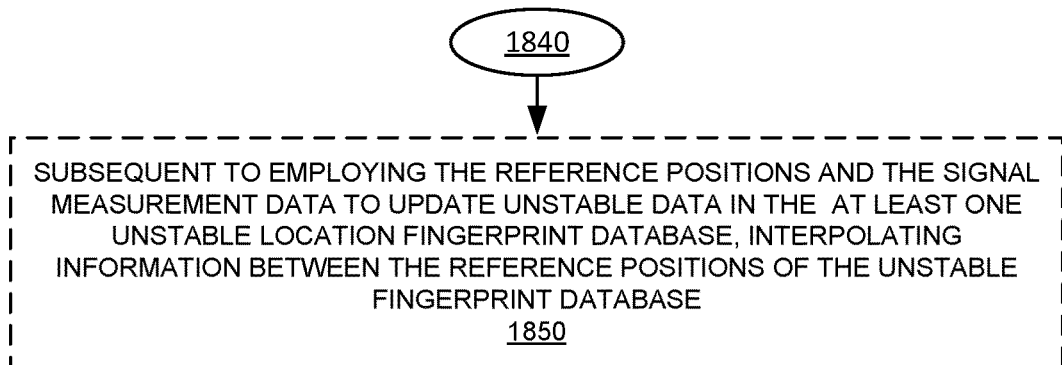 1840
SUBSEQUENT TO EMPLOYING THE REFERENCE POSITIONS AND THE SIGNAL
MEASUREMENT DATA TO UPDATE UNSTABLE DATA IN THE AT LEAST ONE
UNSTABLE LOCATION FINGERPRINT DATABASE, INTERPOLATING
INFORMATION BETWEEN THE REFERENCE POSITIONS OF THE UNSTABLE
FINGERPRINT DATABASE
1850